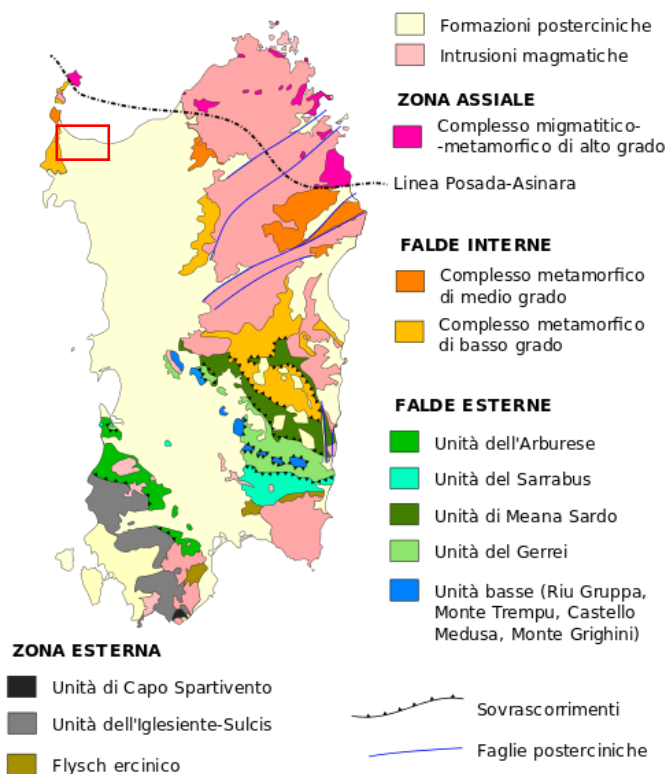 Formazioni posterciniche
Intrusioni magmatiche
ZONA ASSIALE
Complesso migmatitico-
-metamorfico di alto grado
Linea Posada-Asinara
FALDE INTERNE
Complesso metamorfico
di medio grado
Complesso metamorfico
di basso grado
FALDE ESTERNE
Unità dell'Arburese
Unità del Sarrabus
Unità di Meana Sardo
Unità del Gerrei
Unità basse (Riu Gruppa,
Monte Trempu, Castello
Medusa, Monte Grighini)
ZONA ESTERNA
Unità di Capo Spartivento
Unità dell'Iglesiente-Sulcis
Flysch ercinico
Sovrascorrimenti
Faglie posterciniche